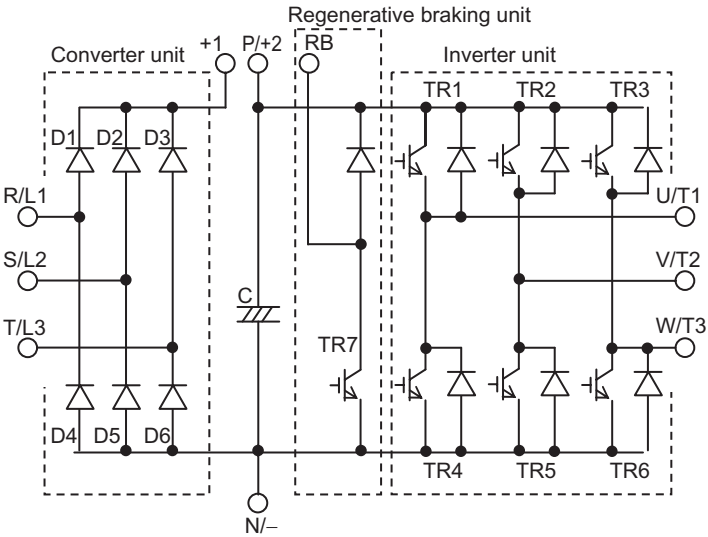 Regenerative braking unit
Converter unit
+1
P/+2
RB
Inverter unit
TR1
TR2
TR3
D1
D2
D3
R/L1
U/T1
S/L2
V/T2
C
T/L3
TR7
W/T3
D4
D5
D6
TR4
TR5
TR6
N/−